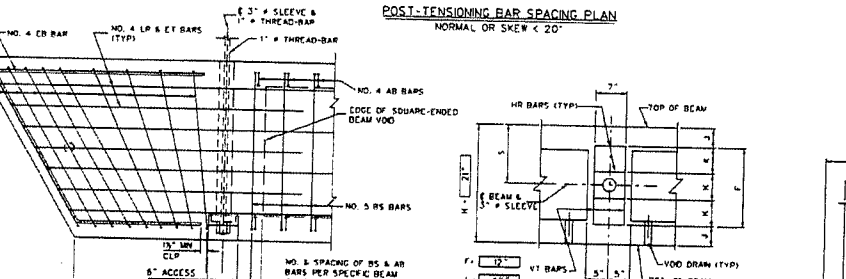 POST-TENSIONING BAR SPACING PLAN
NORMAL OR SKEW < 20°
℄ 3" ø SLEEVE &
1" ø THREAD-BAR
1" ø THREAD-BAR
NO. 4 EB BAR
NO. 4 LR & ET BARS
(TYP)
NO. 4 AB BARS
EDGE OF SQUARE-ENDED
BEAM VOID
NO. 5 BS BARS
1½" MIN
CLP
6" ACCESS
NO. & SPACING OF BS & AB
BARS PER SPECIFIC BEAM
7"
HR BARS (TYP)
TOP OF BEAM
S
H = 21"
℄ BEAM &
3" ø SLEEVE
J
K
K
K
J
F
F = 12"
VT BARS
5" 5"
VOID DRAIN (TYP)